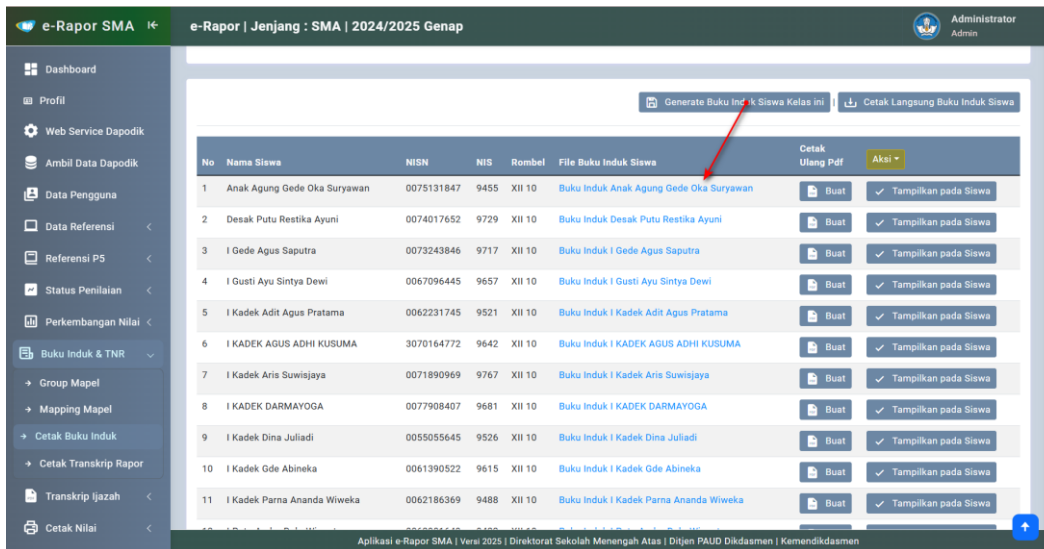 e-Rapor SMA
e-Rapor | Jenjang : SMA | 2024/2025 Genap
Administrator
Admin
Dashboard
Profil
Web Service Dapodik
Ambil Data Dapodik
Data Pengguna
Data Referensi
Referensi P5
Status Penilaian
Perkembangan Nilai
Buku Induk & TNR
Group Mapel
Mapping Mapel
Cetak Buku Induk
Cetak Transkrip Rapor
Transkrip Ijazah
Cetak Nilai
Generate Buku Induk Siswa Kelas ini | Cetak Langsung Buku Induk Siswa
No Nama Siswa NISN NIS Rombel File Buku Induk Siswa Cetak Ulang Pdf Aksi
1 Anak Agung Gede Oka Suryawan 0075131847 9455 XII 10 Buku Induk Anak Agung Gede Oka Suryawan Buat Tampilkan pada Siswa
2 Desak Putu Restika Ayuni 0074017652 9729 XII 10 Buku Induk Desak Putu Restika Ayuni Buat Tampilkan pada Siswa
3 I Gede Agus Saputra 0073243846 9717 XII 10 Buku Induk I Gede Agus Saputra Buat Tampilkan pada Siswa
4 I Gusti Ayu Sintya Dewi 0067096445 9657 XII 10 Buku Induk I Gusti Ayu Sintya Dewi Buat Tampilkan pada Siswa
5 I Kadek Adit Agus Pratama 0062231745 9521 XII 10 Buku Induk I Kadek Adit Agus Pratama Buat Tampilkan pada Siswa
6 I KADEK AGUS ADHI KUSUMA 3070164772 9642 XII 10 Buku Induk I KADEK AGUS ADHI KUSUMA Buat Tampilkan pada Siswa
7 I Kadek Aris Suwisjaya 0071890969 9767 XII 10 Buku Induk I Kadek Aris Suwisjaya Buat Tampilkan pada Siswa
8 I KADEK DARMAYOGA 0077908407 9681 XII 10 Buku Induk I KADEK DARMAYOGA Buat Tampilkan pada Siswa
9 I Kadek Dina Juliadi 0055055645 9526 XII 10 Buku Induk I Kadek Dina Juliadi Buat Tampilkan pada Siswa
10 I Kadek Gde Abineka 0061390522 9615 XII 10 Buku Induk I Kadek Gde Abineka Buat Tampilkan pada Siswa
11 I Kadek Parna Ananda Wiweka 0062186369 9488 XII 10 Buku Induk I Kadek Parna Ananda Wiweka Buat Tampilkan pada Siswa
Aplikasi e-Rapor SMA | Versi 2025 | Direktorat Sekolah Menengah Atas | Ditjen PAUD Dikdasmen | Kemendikdasmen